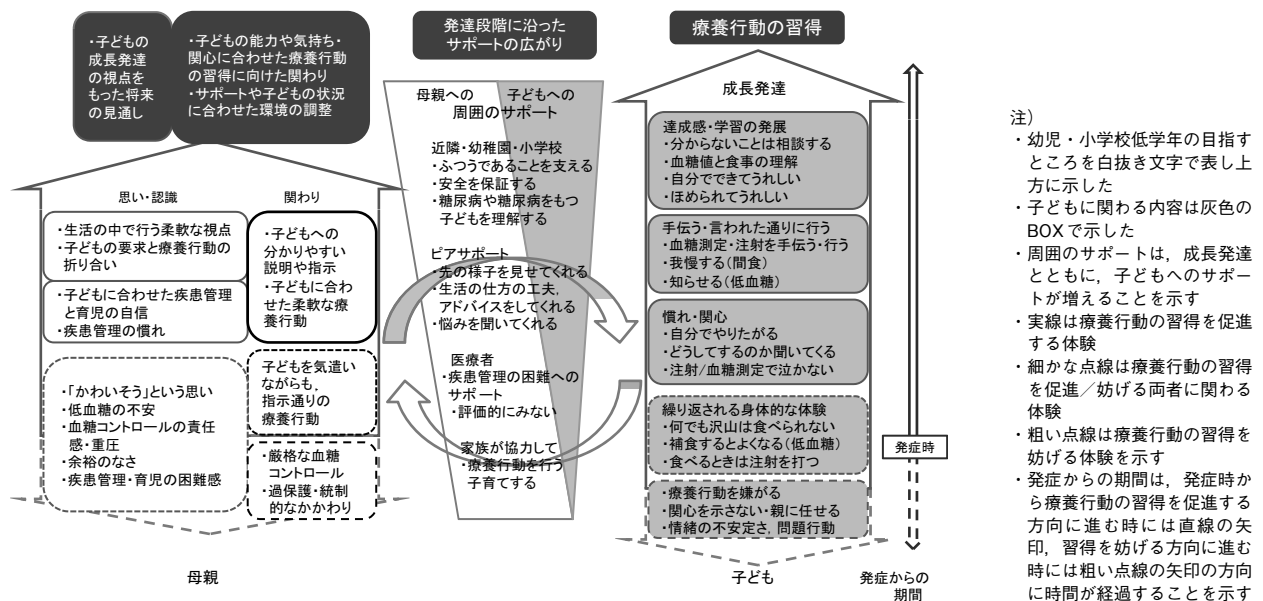 ・子どもの
成長発達
の視点を
もった将来
の見通し
・子どもの能力や気持ち・
関心に合わせた療養行動
の習得に向けた関わり
・サポートや子どもの状況
に合わせた環境の調整
発達段階に沿った
サポートの広がり
療養行動の習得
思い・認識
関わり
・生活の中で行う柔軟な視点
・子どもの要求と療養行動の
折り合い
・子どもに合わせた疾患管理
と育児の自信
・疾患管理の慣れ
・「かわいそう」という思い
・低血糖の不安
・血糖コントロールの責任
感・重圧
・余裕のなさ
・疾患管理・育児の困難感
・子どもへの
分かりやすい
説明や指示
・子どもに合わ
せた柔軟な療
養行動
子どもを気遣い
ながらも,
指示通りの
療養行動
・厳格な血糖
コントロール
・過保護・統制
的なかかわり
母親
母親への
子どもへの
周囲のサポート
近隣・幼稚園・小学校
・ふつうであることを支える
・安全を保証する
・糖尿病や糖尿病をもつ
子どもを理解する
ピアサポート
・先の様子を見せてくれる
・生活の仕方の工夫,
アドバイスをしてくれる
・悩みを聞いてくれる
医療者
・疾患管理の困難への
サポート
・評価的にみない
家族が協力して
・療養行動を行う
子育てする
成長発達
達成感・学習の発展
・分からないことは相談する
・血糖値と食事の理解
・自分でできてうれしい
・ほめられてうれしい
手伝う・言われた通りに行う
・血糖測定・注射を手伝う・行う
・我慢する(間食)
・知らせる(低血糖)
慣れ・関心
・自分でやりたがる
・どうしてするのか聞いてくる
・注射/血糖測定で泣かない
繰り返される身体的な体験
・何でも沢山は食べられない
・補食するとよくなる(低血糖)
・食べるときは注射を打つ
・療養行動を嫌がる
・関心を示さない・親に任せる
・情緒の不安定さ, 問題行動
子ども
発症時
発症からの
期間
注）
・幼児・小学校低学年の目指す
ところを白抜き文字で表し上
方に示した
・子どもに関わる内容は灰色の
BOXで示した
・周囲のサポートは，成長発達
とともに，子どもへのサポー
トが増えることを示す
・実線は療養行動の習得を促進
する体験
・細かな点線は療養行動の習得
を促進／妨げる両者に関わる
体験
・粗い点線は療養行動の習得を
妨げる体験を示す
・発症からの期間は，発症時か
ら療養行動の習得を促進する
方向に進む時には直線の矢
印，習得を妨げる方向に進む
時には粗い点線の矢印の方向
に時間が経過することを示す